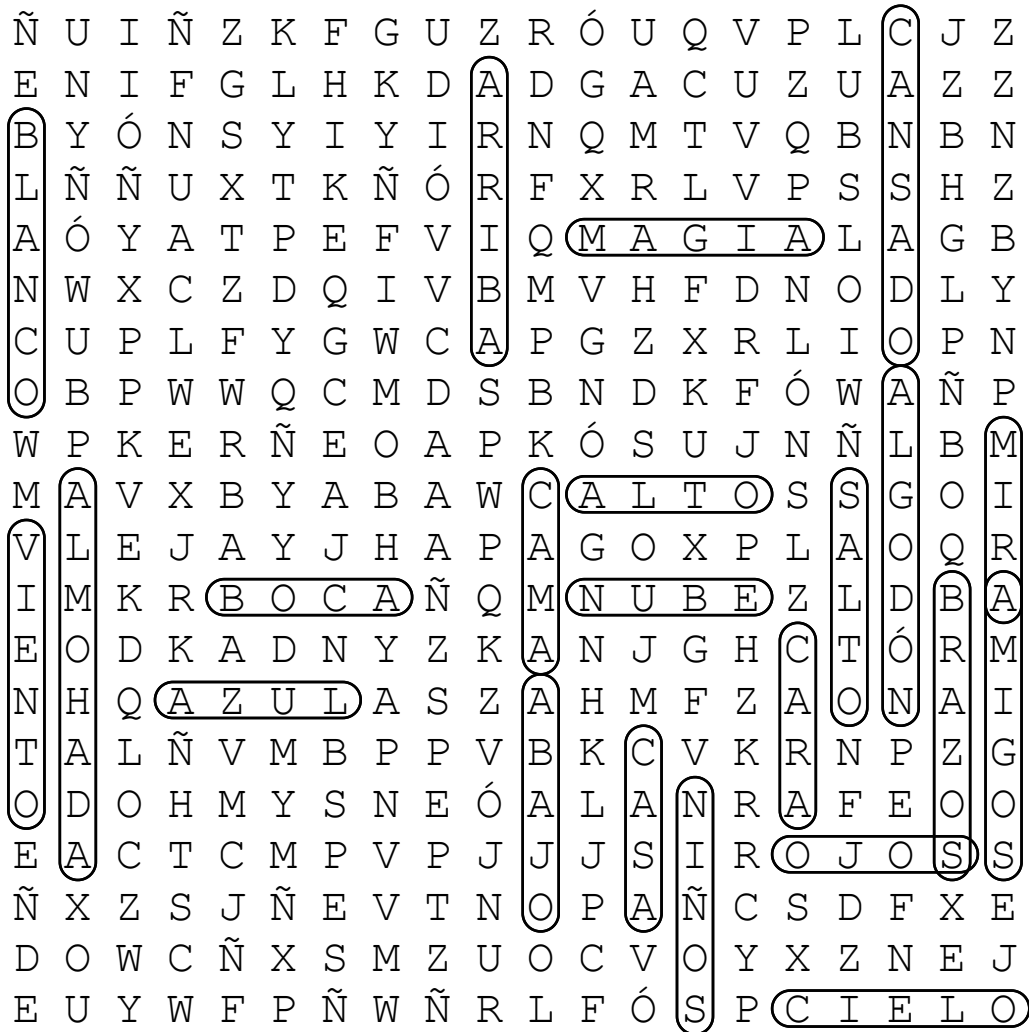 Ñ U I Ñ Z K F G U Z R Ó U Q V P L C J Z
E N I F G L H K D A D G A C U Z U A Z Z
B Y Ó N S Y I Y I R N Q M T V Q B N B N
L Ñ Ñ U X T K Ñ Ó R F X R L V P S S H Z
A Ó Y A T P E F V I Q M A G I A L A G B
N W X C Z D Q I V B M V H F D N O D L Y
C U P L F Y G W C A P G Z X R L I O P N
O B P W W Q C M D S B N D K F Ó W A Ñ P
W P K E R Ñ E O A P K Ó S U J N Ñ L B M
M A V X B Y A B A W C A L T O S S G O I
V L E J A Y J H A P A G O X P L A O Q R
I M K R B O C A Ñ Q M N U B E Z L D B A
E O D K A D N Y Z K A N J G H C T Ó R M
N H Q A Z U L A S Z A H M F Z A O N A I
T A L Ñ V M B P P V B K C V K R N P Z G
O D O H M Y S N E Ó A L A N R A F E O O
E A C T C M P V P J J J S I R O J O S S
Ñ X Z S J Ñ E V T N O P A Ñ C S D F X E
D O W C Ñ X S M Z U O C V O Y X Z N E J
E U Y W F P Ñ W Ñ R L F Ó S P C I E L O